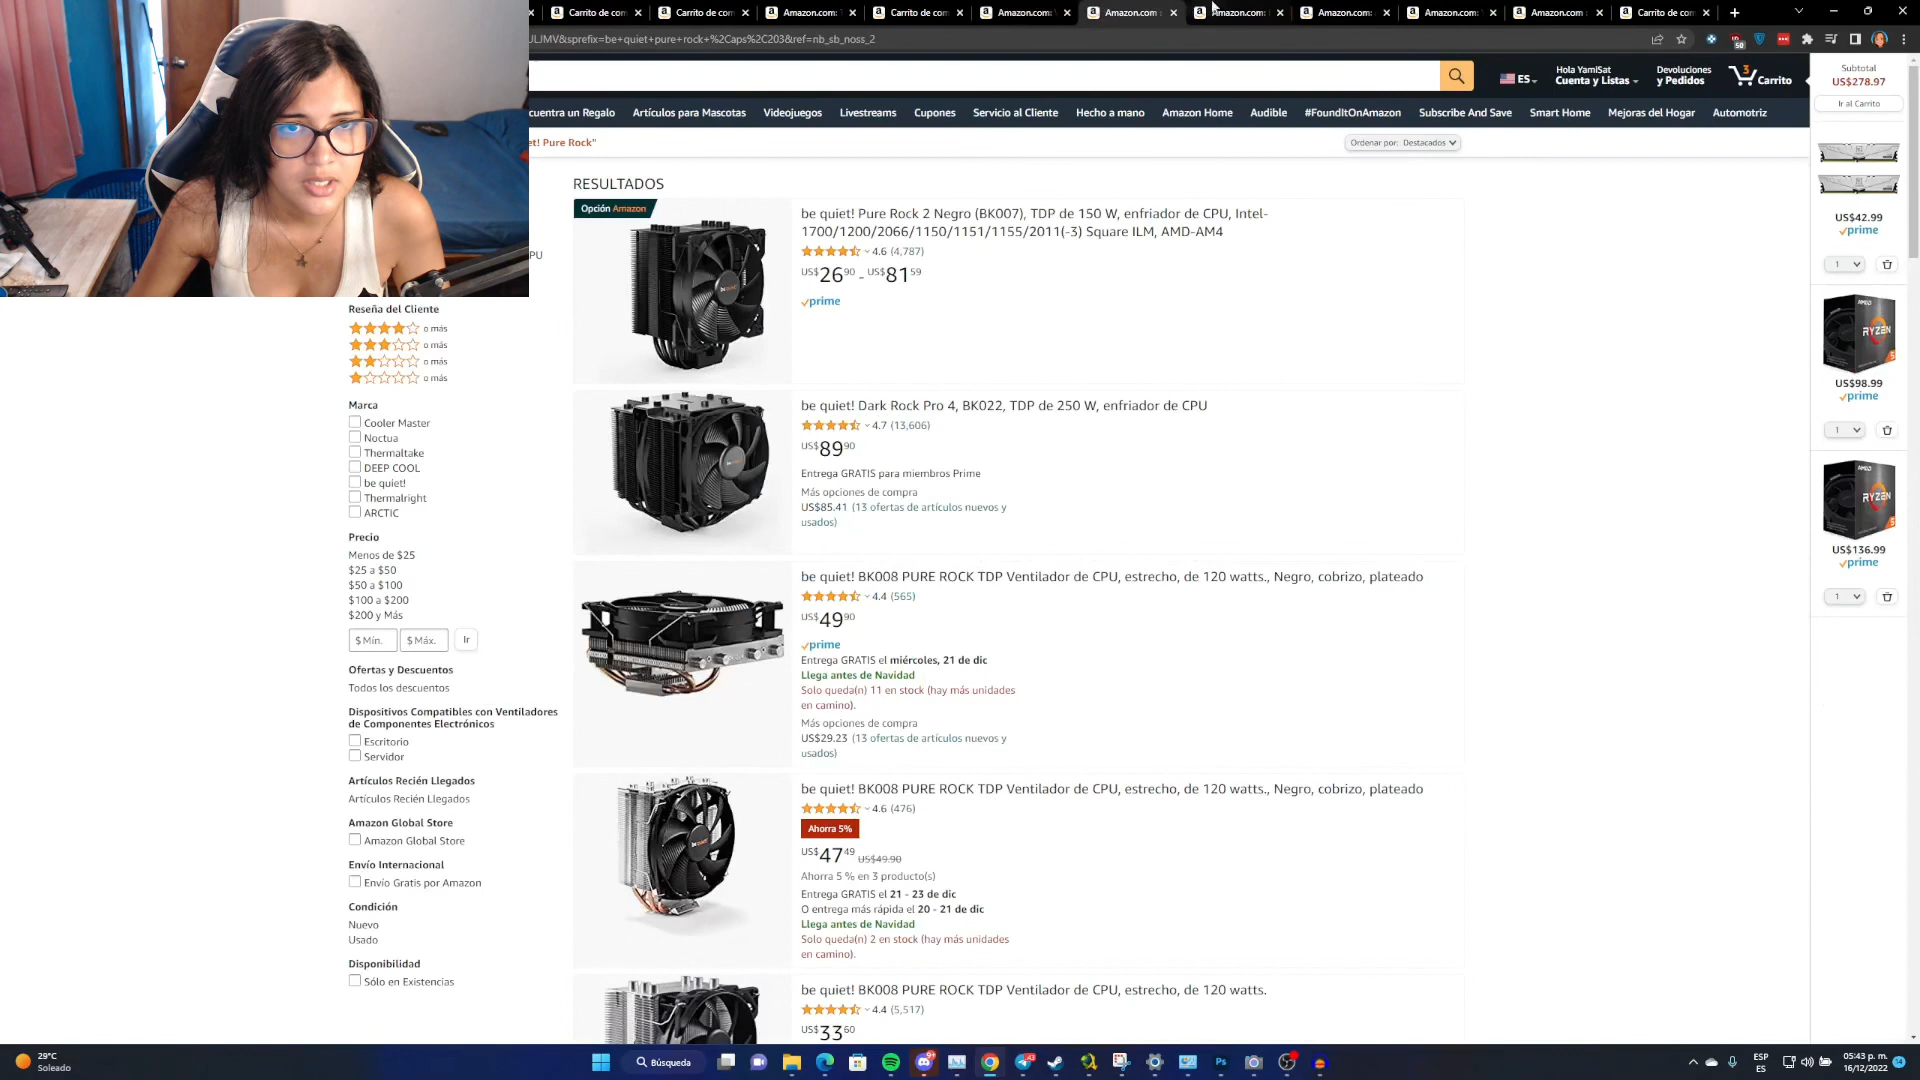 Carrito de con
Carrito de con
Amazon.com: T
Carrito de con
Amazon.com: V
Amazon.com :
Amazon.com:
Amazon.com:
Amazon.com: V
Amazon.com :
Carrito de con
JLJMV&sprefix=be+quiet+pure+rock+%2Caps%2C203&ref=nb_sb_noss_2
50
ES
Hola YamiSat
Cuenta y Listas
Devoluciones
y Pedidos
3
Carrito
Subtotal
US$278.97
Ir al Carrito
cuentra un Regalo
Artículos para Mascotas
Videojuegos
Livestreams
Cupones
Servicio al Cliente
Hecho a mano
Amazon Home
Audible
#FoundItOnAmazon
Subscribe And Save
Smart Home
Mejoras del Hogar
Automotriz
et! Pure Rock"
Ordenar por: Destacados
PU
Reseña del Cliente
o más
o más
o más
o más
Marca
Cooler Master
Noctua
Thermaltake
DEEP COOL
be quiet!
Thermalright
ARCTIC
Precio
Menos de $25
$25 a $50
$50 a $100
$100 a $200
$200 y Más
$ Mín.
$ Máx.
Ir
Ofertas y Descuentos
Todos los descuentos
Dispositivos Compatibles con Ventiladores
de Componentes Electrónicos
Escritorio
Servidor
Artículos Recién Llegados
Artículos Recién Llegados
Amazon Global Store
Amazon Global Store
Envío Internacional
Envío Gratis por Amazon
Condición
Nuevo
Usado
Disponibilidad
Sólo en Existencias
RESULTADOS
Opción Amazon
be quiet! Pure Rock 2 Negro (BK007), TDP de 150 W, enfriador de CPU, Intel-
1700/1200/2066/1150/1151/1155/2011(-3) Square ILM, AMD-AM4
4.6 (4,787)
US$26.90 - US$81.59
prime
be quiet! Dark Rock Pro 4, BK022, TDP de 250 W, enfriador de CPU
4.7 (13,606)
US$89.90
Entrega GRATIS para miembros Prime
Más opciones de compra
US$85.41 (13 ofertas de artículos nuevos y
usados)
be quiet! BK008 PURE ROCK TDP Ventilador de CPU, estrecho, de 120 watts., Negro, cobrizo, plateado
4.4 (565)
US$49.90
prime
Entrega GRATIS el miércoles, 21 de dic
Llega antes de Navidad
Solo queda(n) 11 en stock (hay más unidades
en camino).
Más opciones de compra
US$29.23 (13 ofertas de artículos nuevos y
usados)
be quiet! BK008 PURE ROCK TDP Ventilador de CPU, estrecho, de 120 watts., Negro, cobrizo, plateado
4.6 (476)
Ahorra 5%
US$47.49 US$49.90
Ahorra 5 % en 3 producto(s)
Entrega GRATIS el 21 - 23 de dic
O entrega más rápida el 20 - 21 de dic
Llega antes de Navidad
Solo queda(n) 2 en stock (hay más unidades
en camino).
be quiet! BK008 PURE ROCK TDP Ventilador de CPU, estrecho, de 120 watts.
4.4 (5,517)
US$33.60
US$42.99
prime
1
AMD
RYZEN
5
US$98.99
prime
1
AMD
RYZEN
5
US$136.99
prime
1
29°C
Soleado
Búsqueda
ESP
ES
05:43 p. m.
16/12/2022